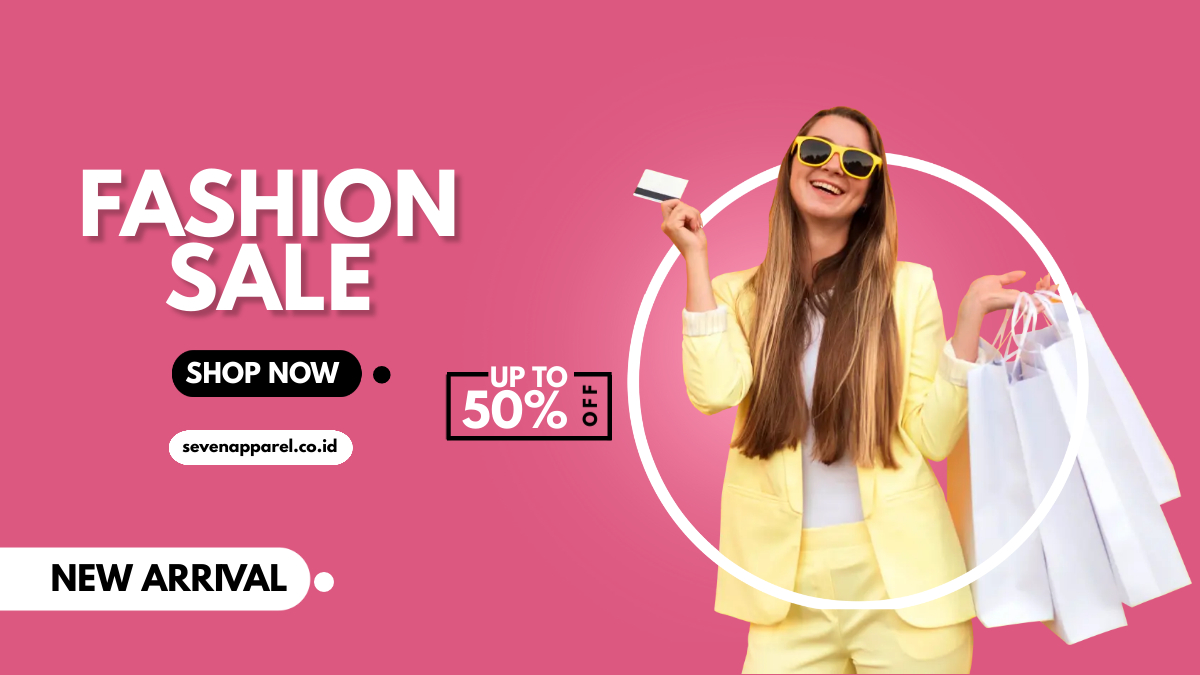 FASHION
SALE
SHOP NOW
UP TO
50%
OFF
sevenapparel.co.id
NEW ARRIVAL